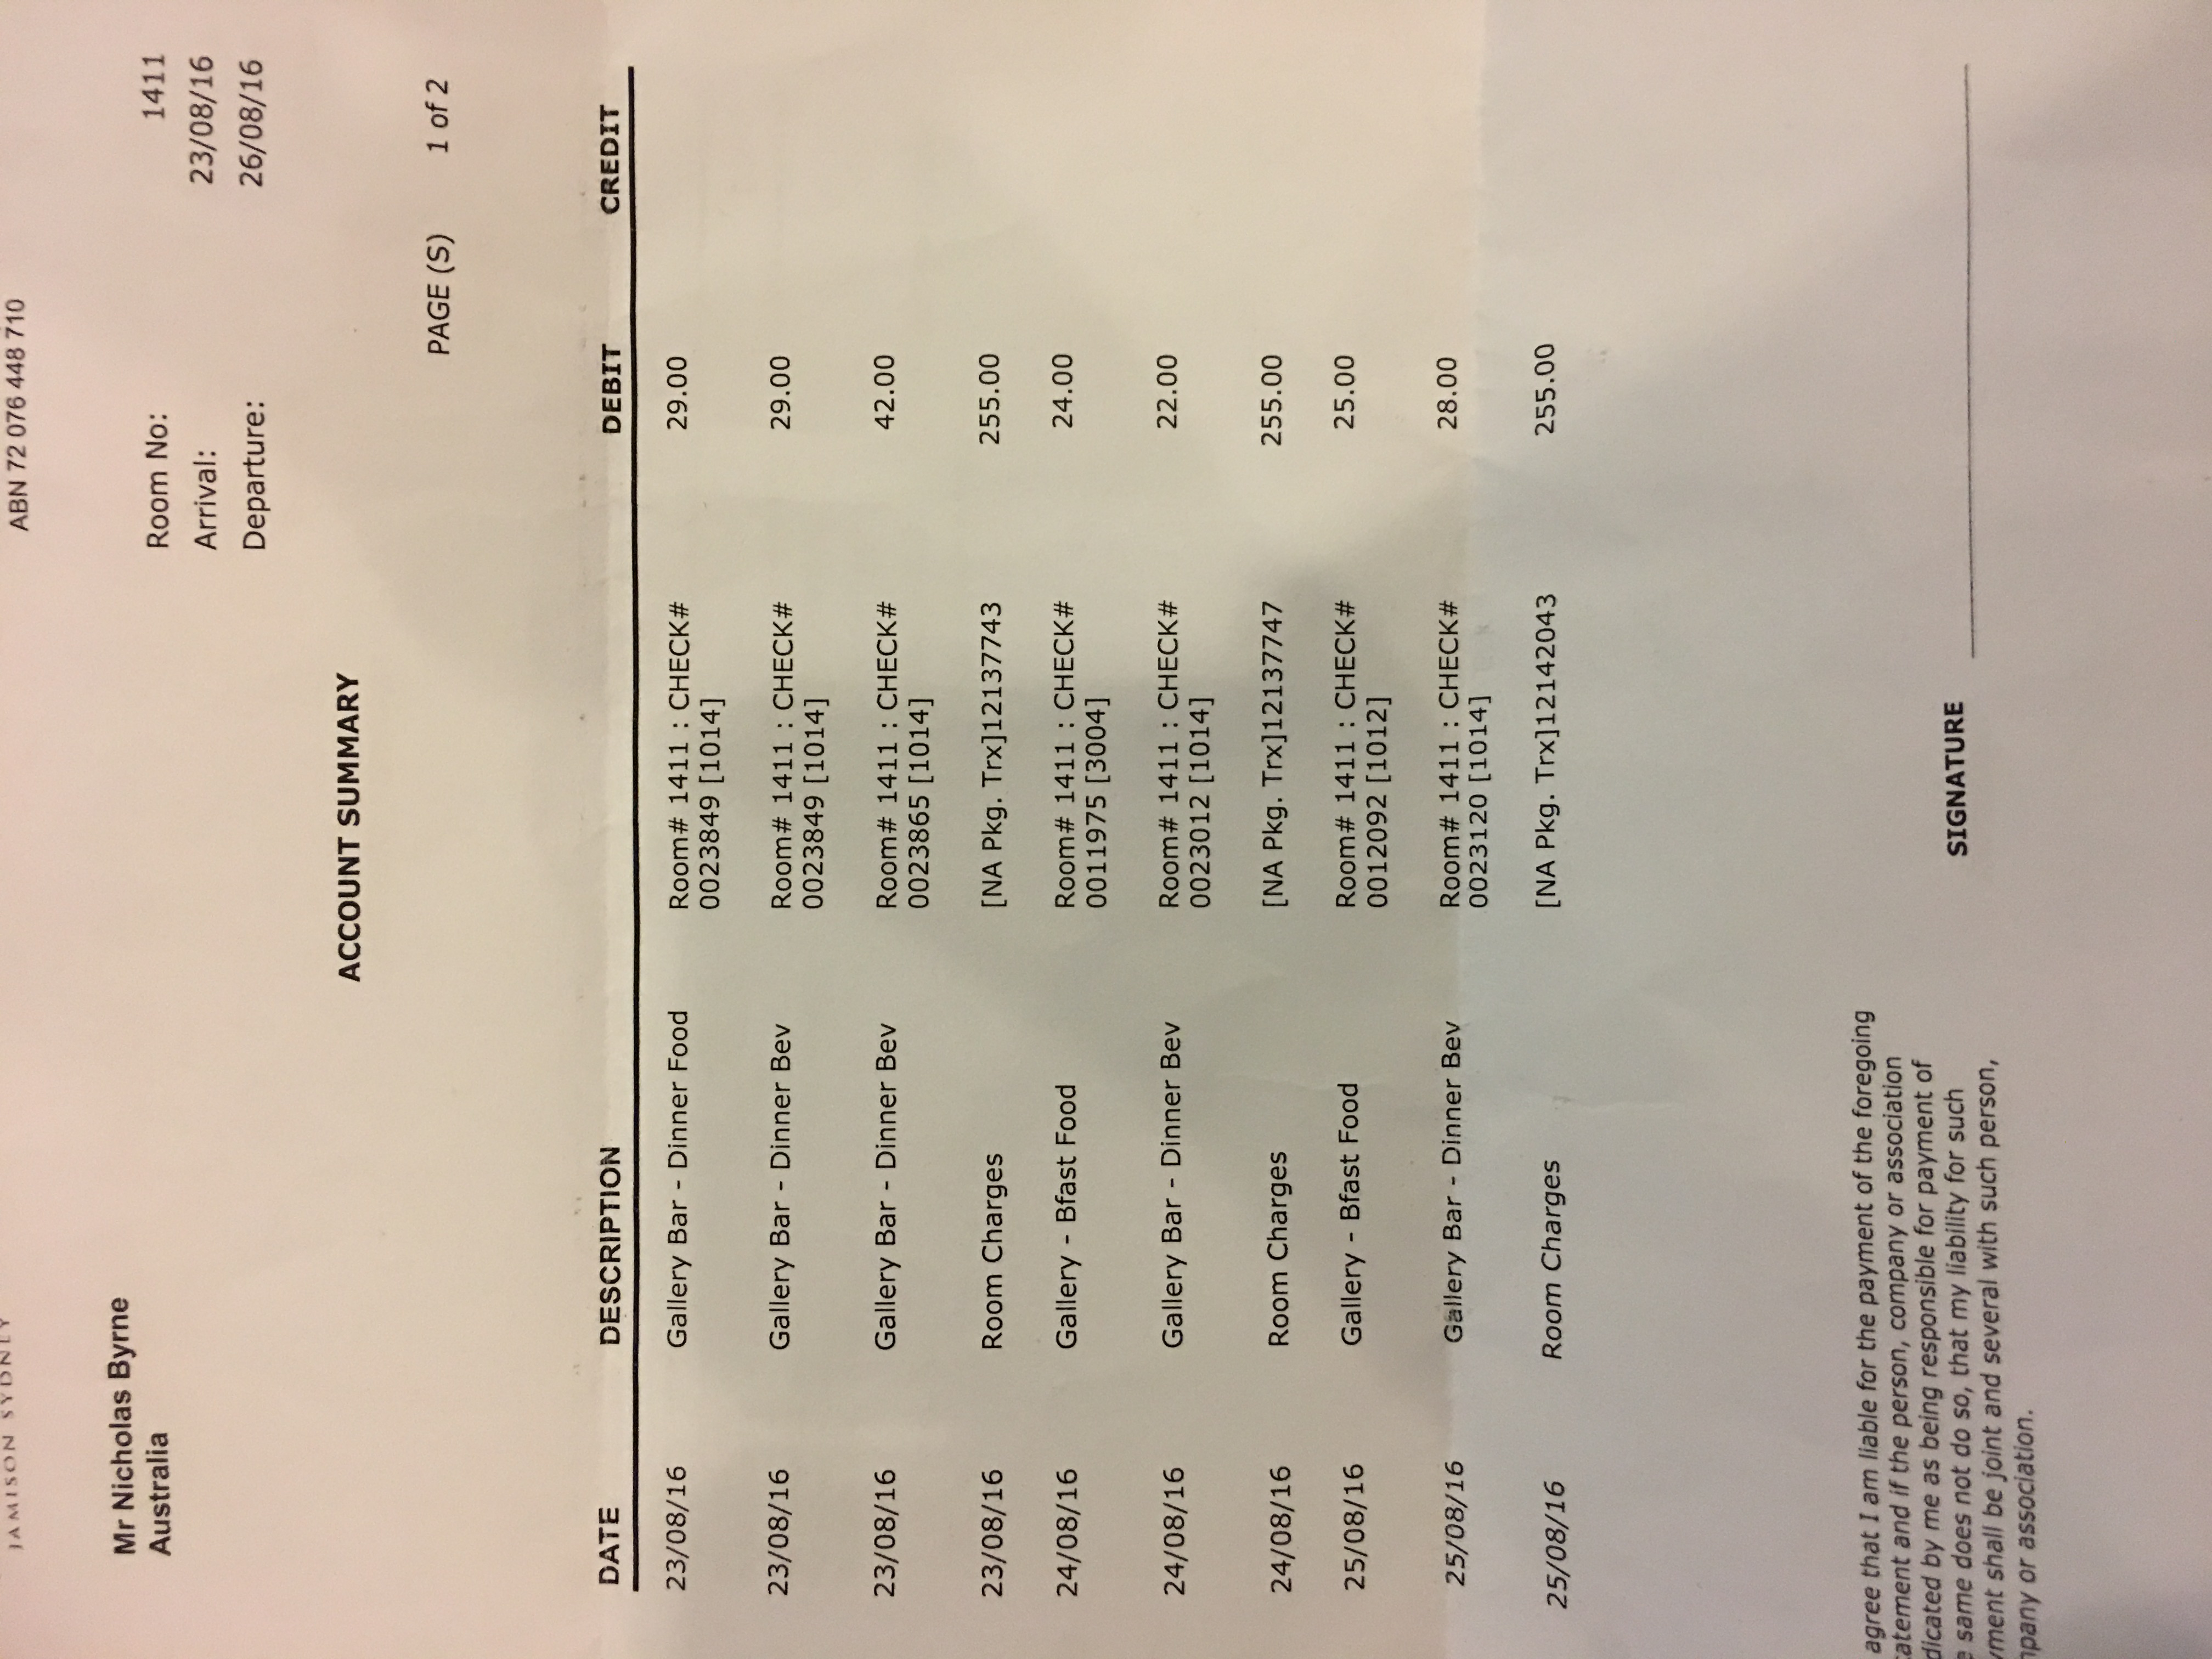 JAMISON SYDNEY
ABN 72 076 448 710
Mr Nicholas Byrne
Australia
Room No: 1411
Arrival: 23/08/16
Departure: 26/08/16
ACCOUNT SUMMARY
PAGE (S) 1 of 2
DATE DESCRIPTION DEBIT CREDIT
23/08/16 Gallery Bar - Dinner Food Room# 1411 : CHECK# 29.00
0023849 [1014]
23/08/16 Gallery Bar - Dinner Bev Room# 1411 : CHECK# 29.00
0023849 [1014]
23/08/16 Gallery Bar - Dinner Bev Room# 1411 : CHECK# 42.00
0023865 [1014]
23/08/16 Room Charges [NA Pkg. Trx]12137743 255.00
24/08/16 Gallery - Bfast Food Room# 1411 : CHECK# 24.00
0011975 [3004]
24/08/16 Gallery Bar - Dinner Bev Room# 1411 : CHECK# 22.00
0023012 [1014]
24/08/16 Room Charges [NA Pkg. Trx]12137747 255.00
25/08/16 Gallery - Bfast Food Room# 1411 : CHECK# 25.00
0012092 [1012]
25/08/16 Gallery Bar - Dinner Bev Room# 1411 : CHECK# 28.00
0023120 [1014]
25/08/16 Room Charges [NA Pkg. Trx]12142043 255.00
agree that I am liable for the payment of the foregoing
tatement and if the person, company or association
dicated by me as being responsible for payment of
e same does not do so, that my liability for such
yment shall be joint and several with such person,
mpany or association.
SIGNATURE